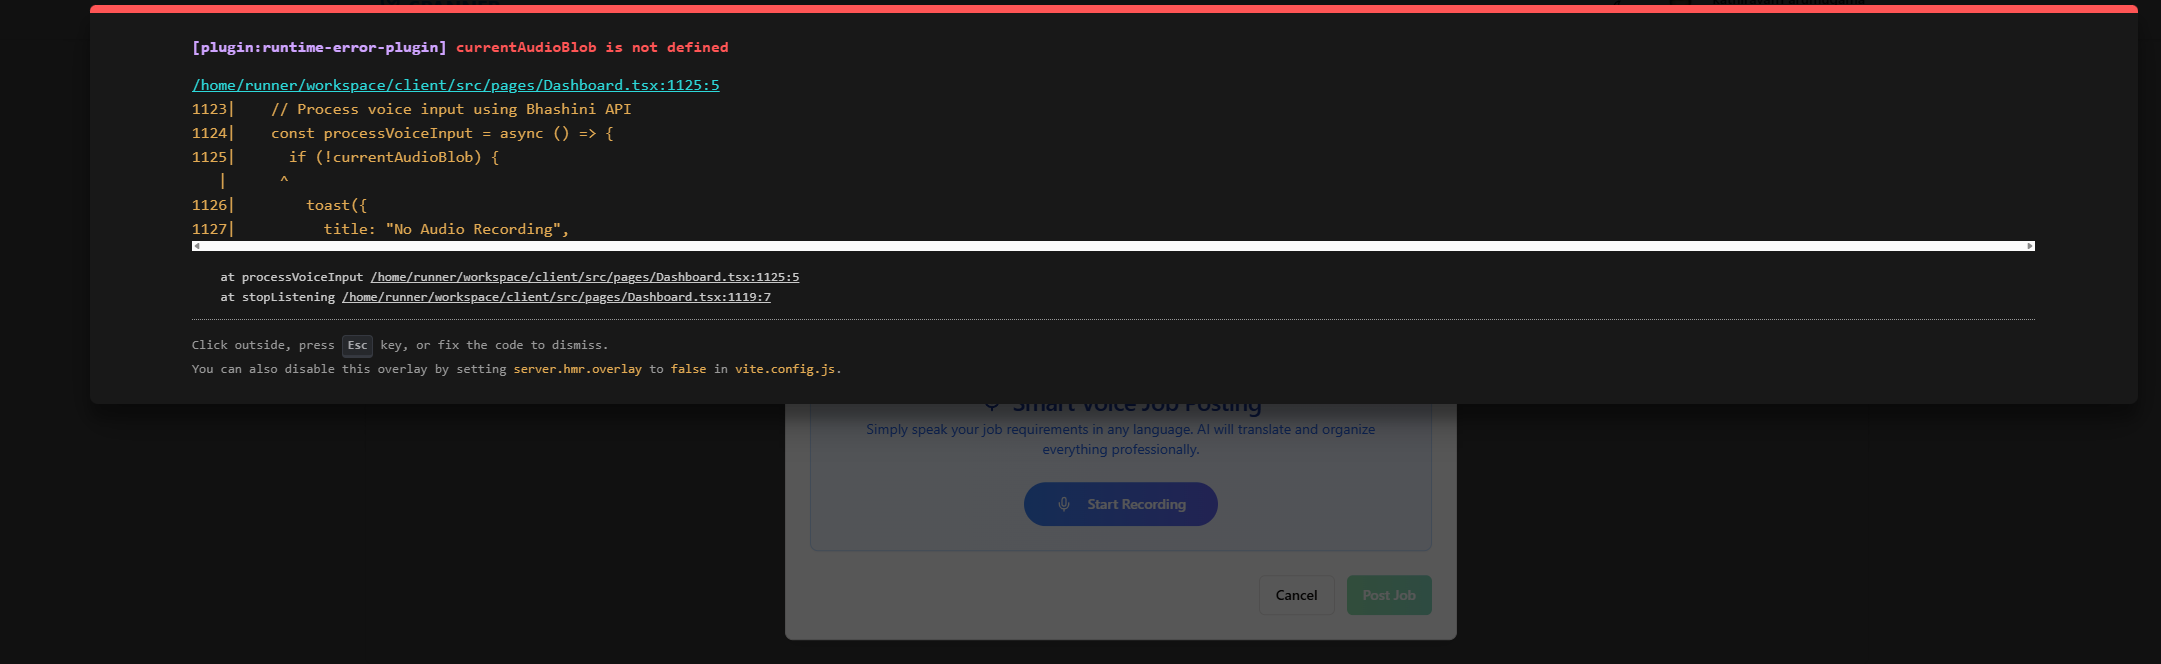 [plugin:runtime-error-plugin] currentAudioBlob is not defined
/home/runner/workspace/client/src/pages/Dashboard.tsx:1125:5
1123|    // Process voice input using Bhashini API
1124|    const processVoiceInput = async () => {
1125|      if (!currentAudioBlob) {
   |      ^
1126|        toast({
1127|          title: "No Audio Recording",
at processVoiceInput /home/runner/workspace/client/src/pages/Dashboard.tsx:1125:5
at stopListening /home/runner/workspace/client/src/pages/Dashboard.tsx:1119:7
Click outside, press Esc key, or fix the code to dismiss.
You can also disable this overlay by setting server.hmr.overlay to false in vite.config.js.
Smart Voice Job Posting
Simply speak your job requirements in any language. AI will translate and organize
everything professionally.
Start Recording
Cancel
Post Job